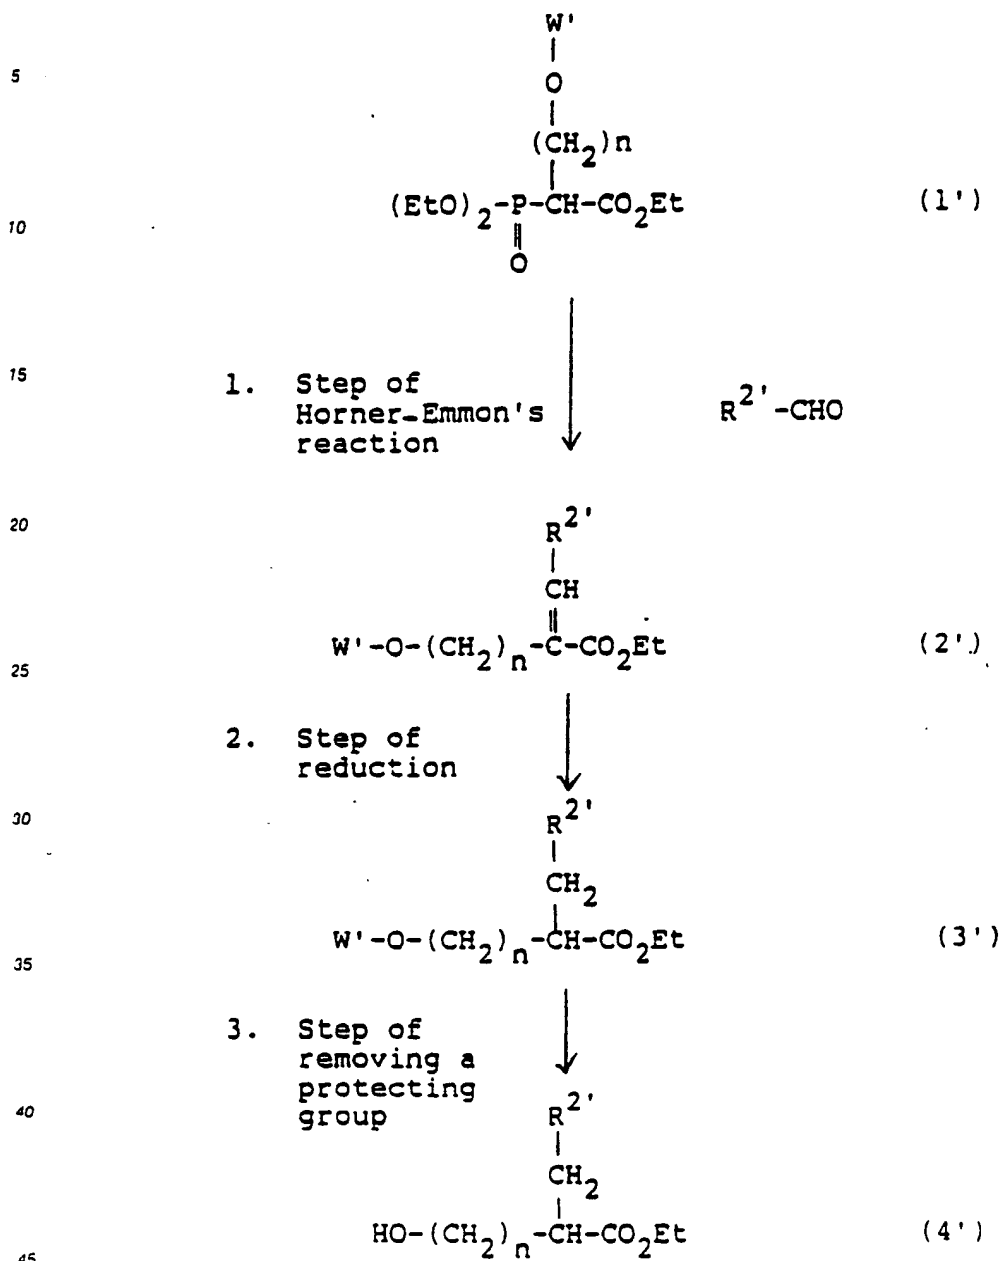 W'
5
O
(CH2)n
(EtO)2-P-CH-CO2Et (1')
10
O
15
1. Step of
Horner-Emmon's
reaction
R2'-CHO
20
R2'
CH
W'-O-(CH2)n-C-CO2Et (2')
25
2. Step of
reduction
30
R2'
CH2
W'-O-(CH2)n-CH-CO2Et (3')
35
3. Step of
removing a
protecting
group
40
R2'
CH2
HO-(CH2)n-CH-CO2Et (4')
45